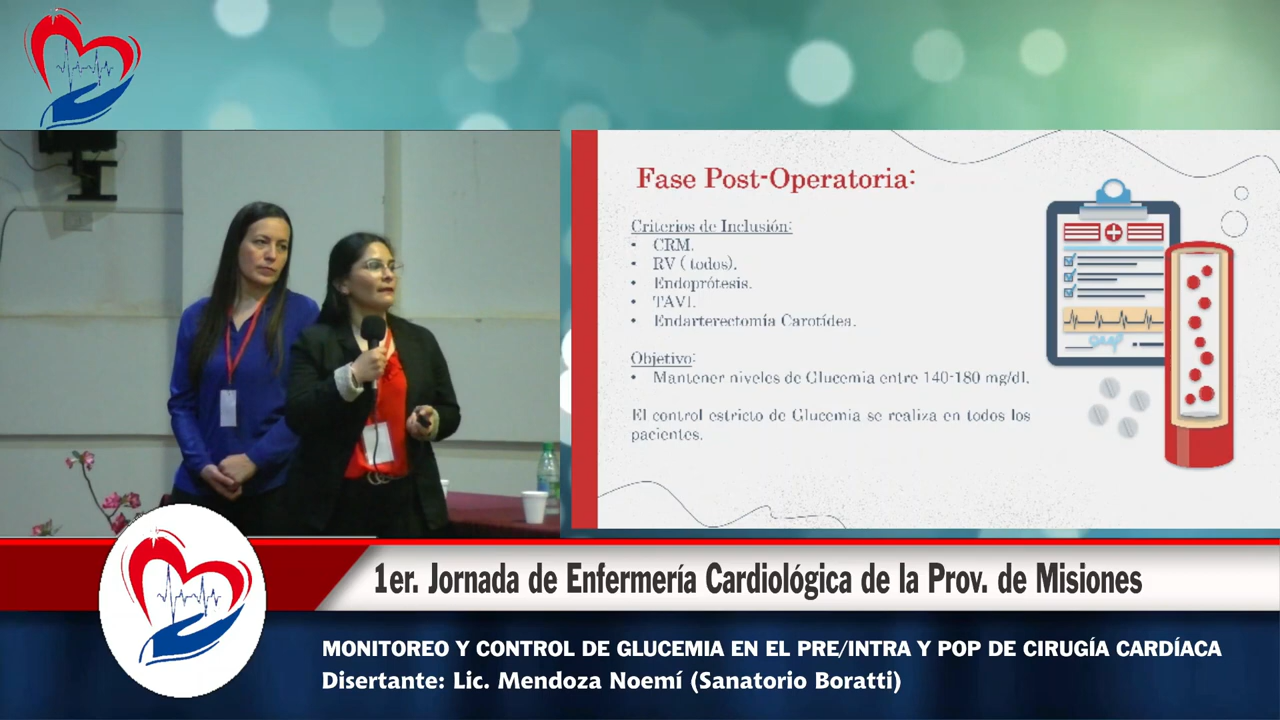 Fase Post-Operatoria:
Criterios de Inclusión:
• CRM.
• RV ( todos).
• Endoprótesis.
• TAVI.
• Endarterectomía Carotídea.
Objetivo:
• Mantener niveles de Glucemia entre 140-180 mg/dl.
El control estricto de Glucemia se realiza en todos los
pacientes.
1er. Jornada de Enfermería Cardiológica de la Prov. de Misiones
MONITOREO Y CONTROL DE GLUCEMIA EN EL PRE/INTRA Y POP DE CIRUGÍA CARDÍACA
Disertante: Lic. Mendoza Noemí (Sanatorio Boratti)